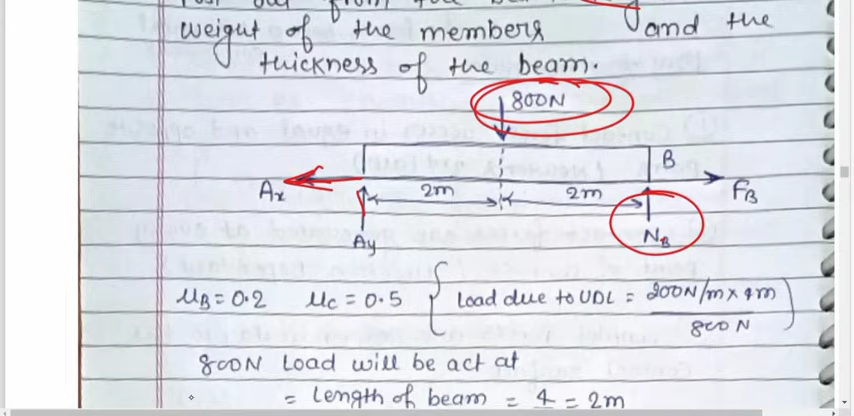 weight of the members and the
thickness of the beam.
800N
B
Ax
2m
2m
FB
Ay
NB
μB = 0.2 μC = 0.5 { Load due to UDL = 200N/m x 4m
800 N
800N Load will be act at
= Length of beam = 4 = 2m